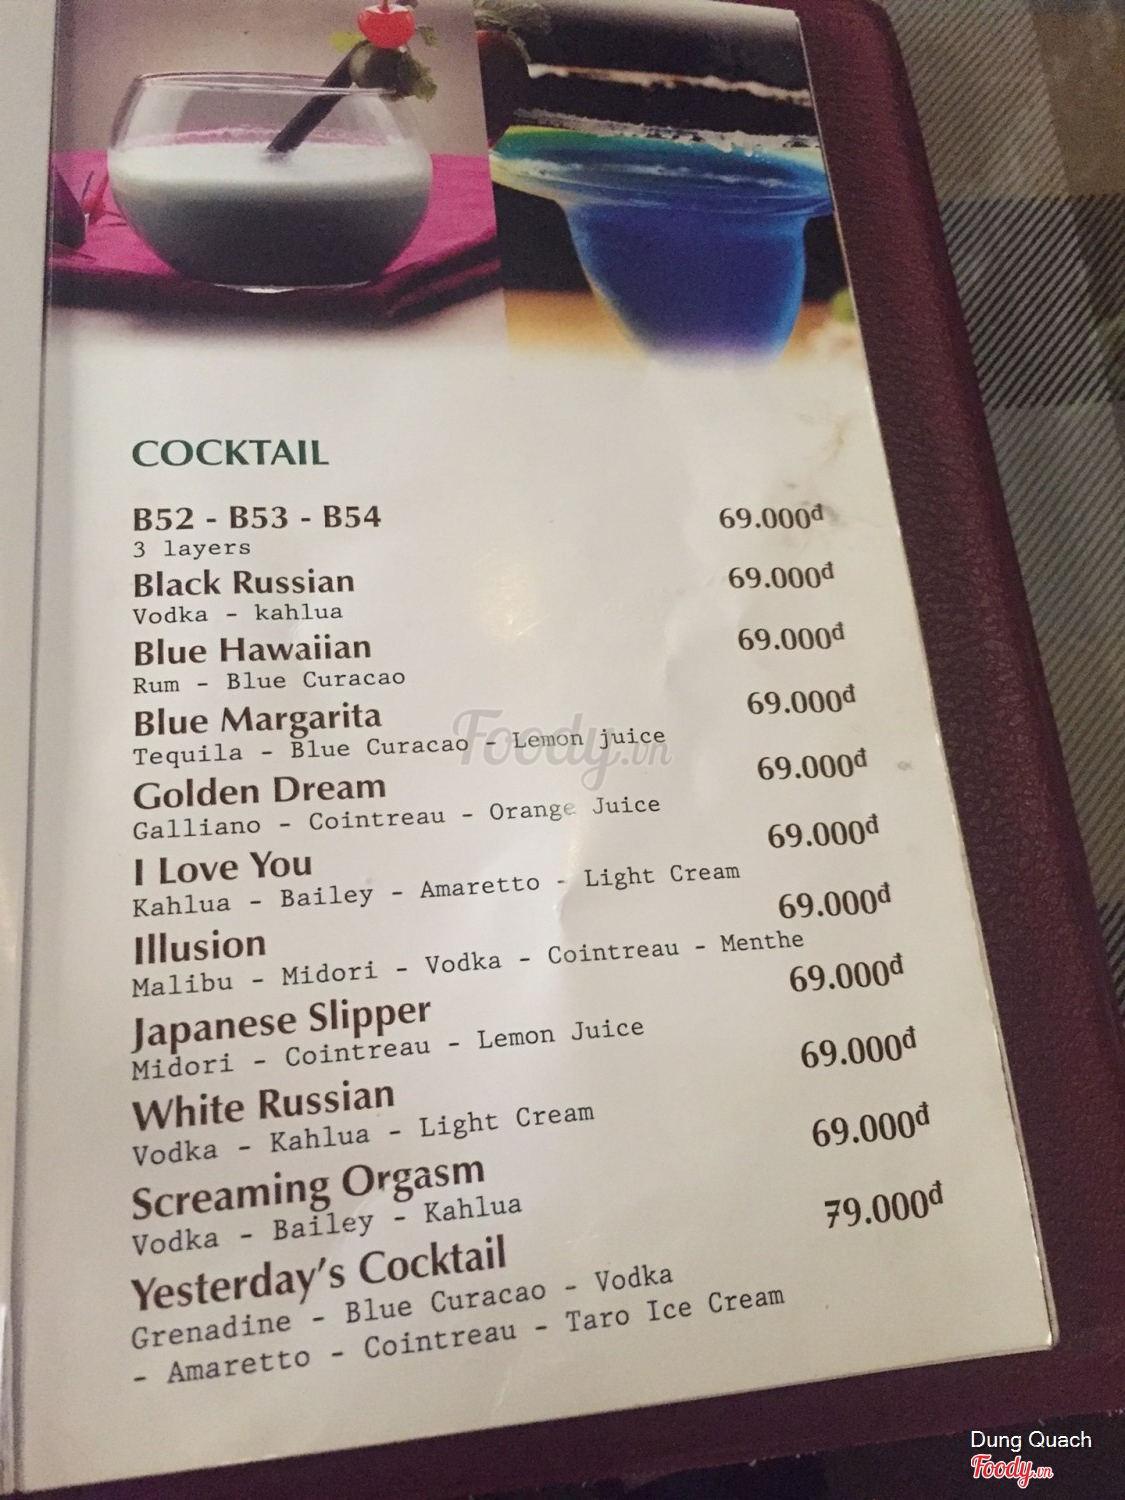 COCKTAIL
B52 - B53 - B54 69.000đ
3 layers
Black Russian 69.000đ
Vodka - kahlua
Blue Hawaiian 69.000đ
Rum - Blue Curacao
Blue Margarita 69.000đ
Tequila - Blue Curacao - Lemon juice
Golden Dream 69.000đ
Galliano - Cointreau - Orange Juice
I Love You 69.000đ
Kahlua - Bailey - Amaretto - Light Cream
Illusion 69.000đ
Malibu - Midori - Vodka - Cointreau - Menthe
Japanese Slipper 69.000đ
Midori - Cointreau - Lemon Juice
White Russian 69.000đ
Vodka - Kahlua - Light Cream
Screaming Orgasm 69.000đ
Vodka - Bailey - Kahlua
Yesterday's Cocktail 79.000đ
Grenadine - Blue Curacao - Vodka
- Amaretto - Cointreau - Taro Ice Cream
Foody.vn
Dung Quach
Foody.vn